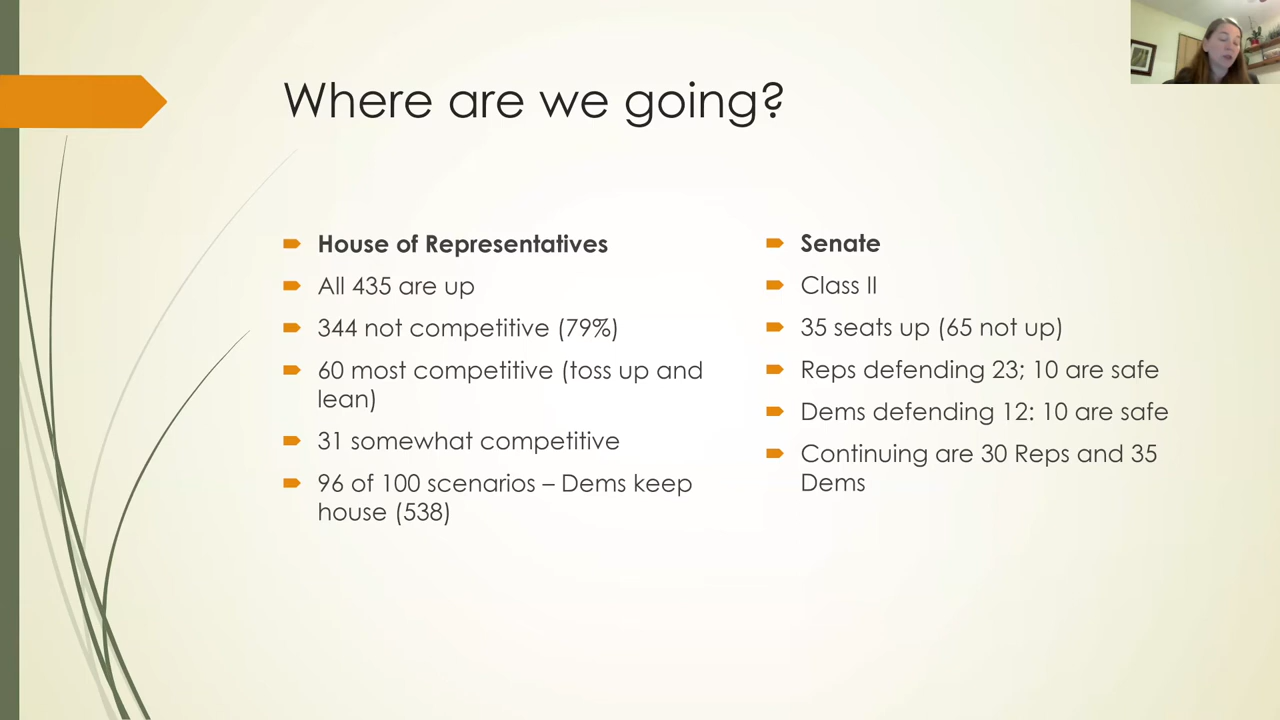 Where are we going?
House of Representatives
All 435 are up
344 not competitive (79%)
60 most competitive (toss up and
lean)
31 somewhat competitive
96 of 100 scenarios – Dems keep
house (538)
Senate
Class II
35 seats up (65 not up)
Reps defending 23; 10 are safe
Dems defending 12: 10 are safe
Continuing are 30 Reps and 35
Dems